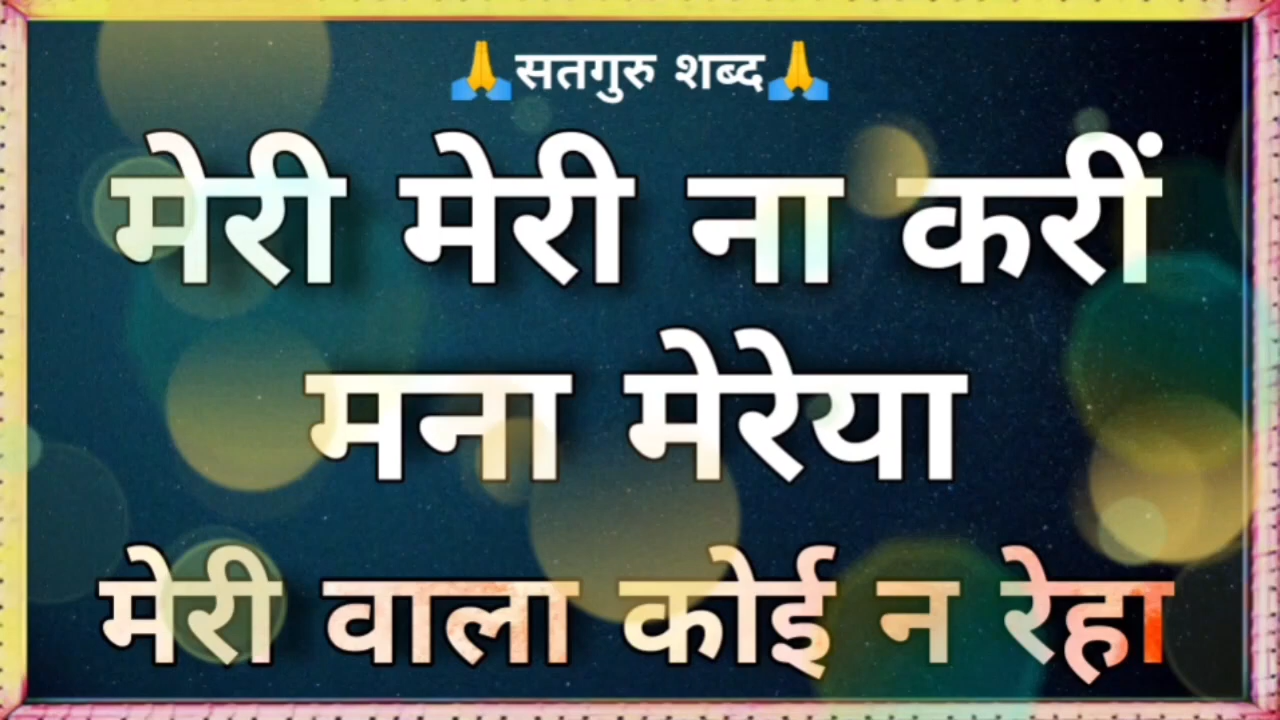 🙏सतगुरु शब्द🙏
मेरी मेरी ना करीं
मना मेरेया
मेरी वाला कोई न रेहा